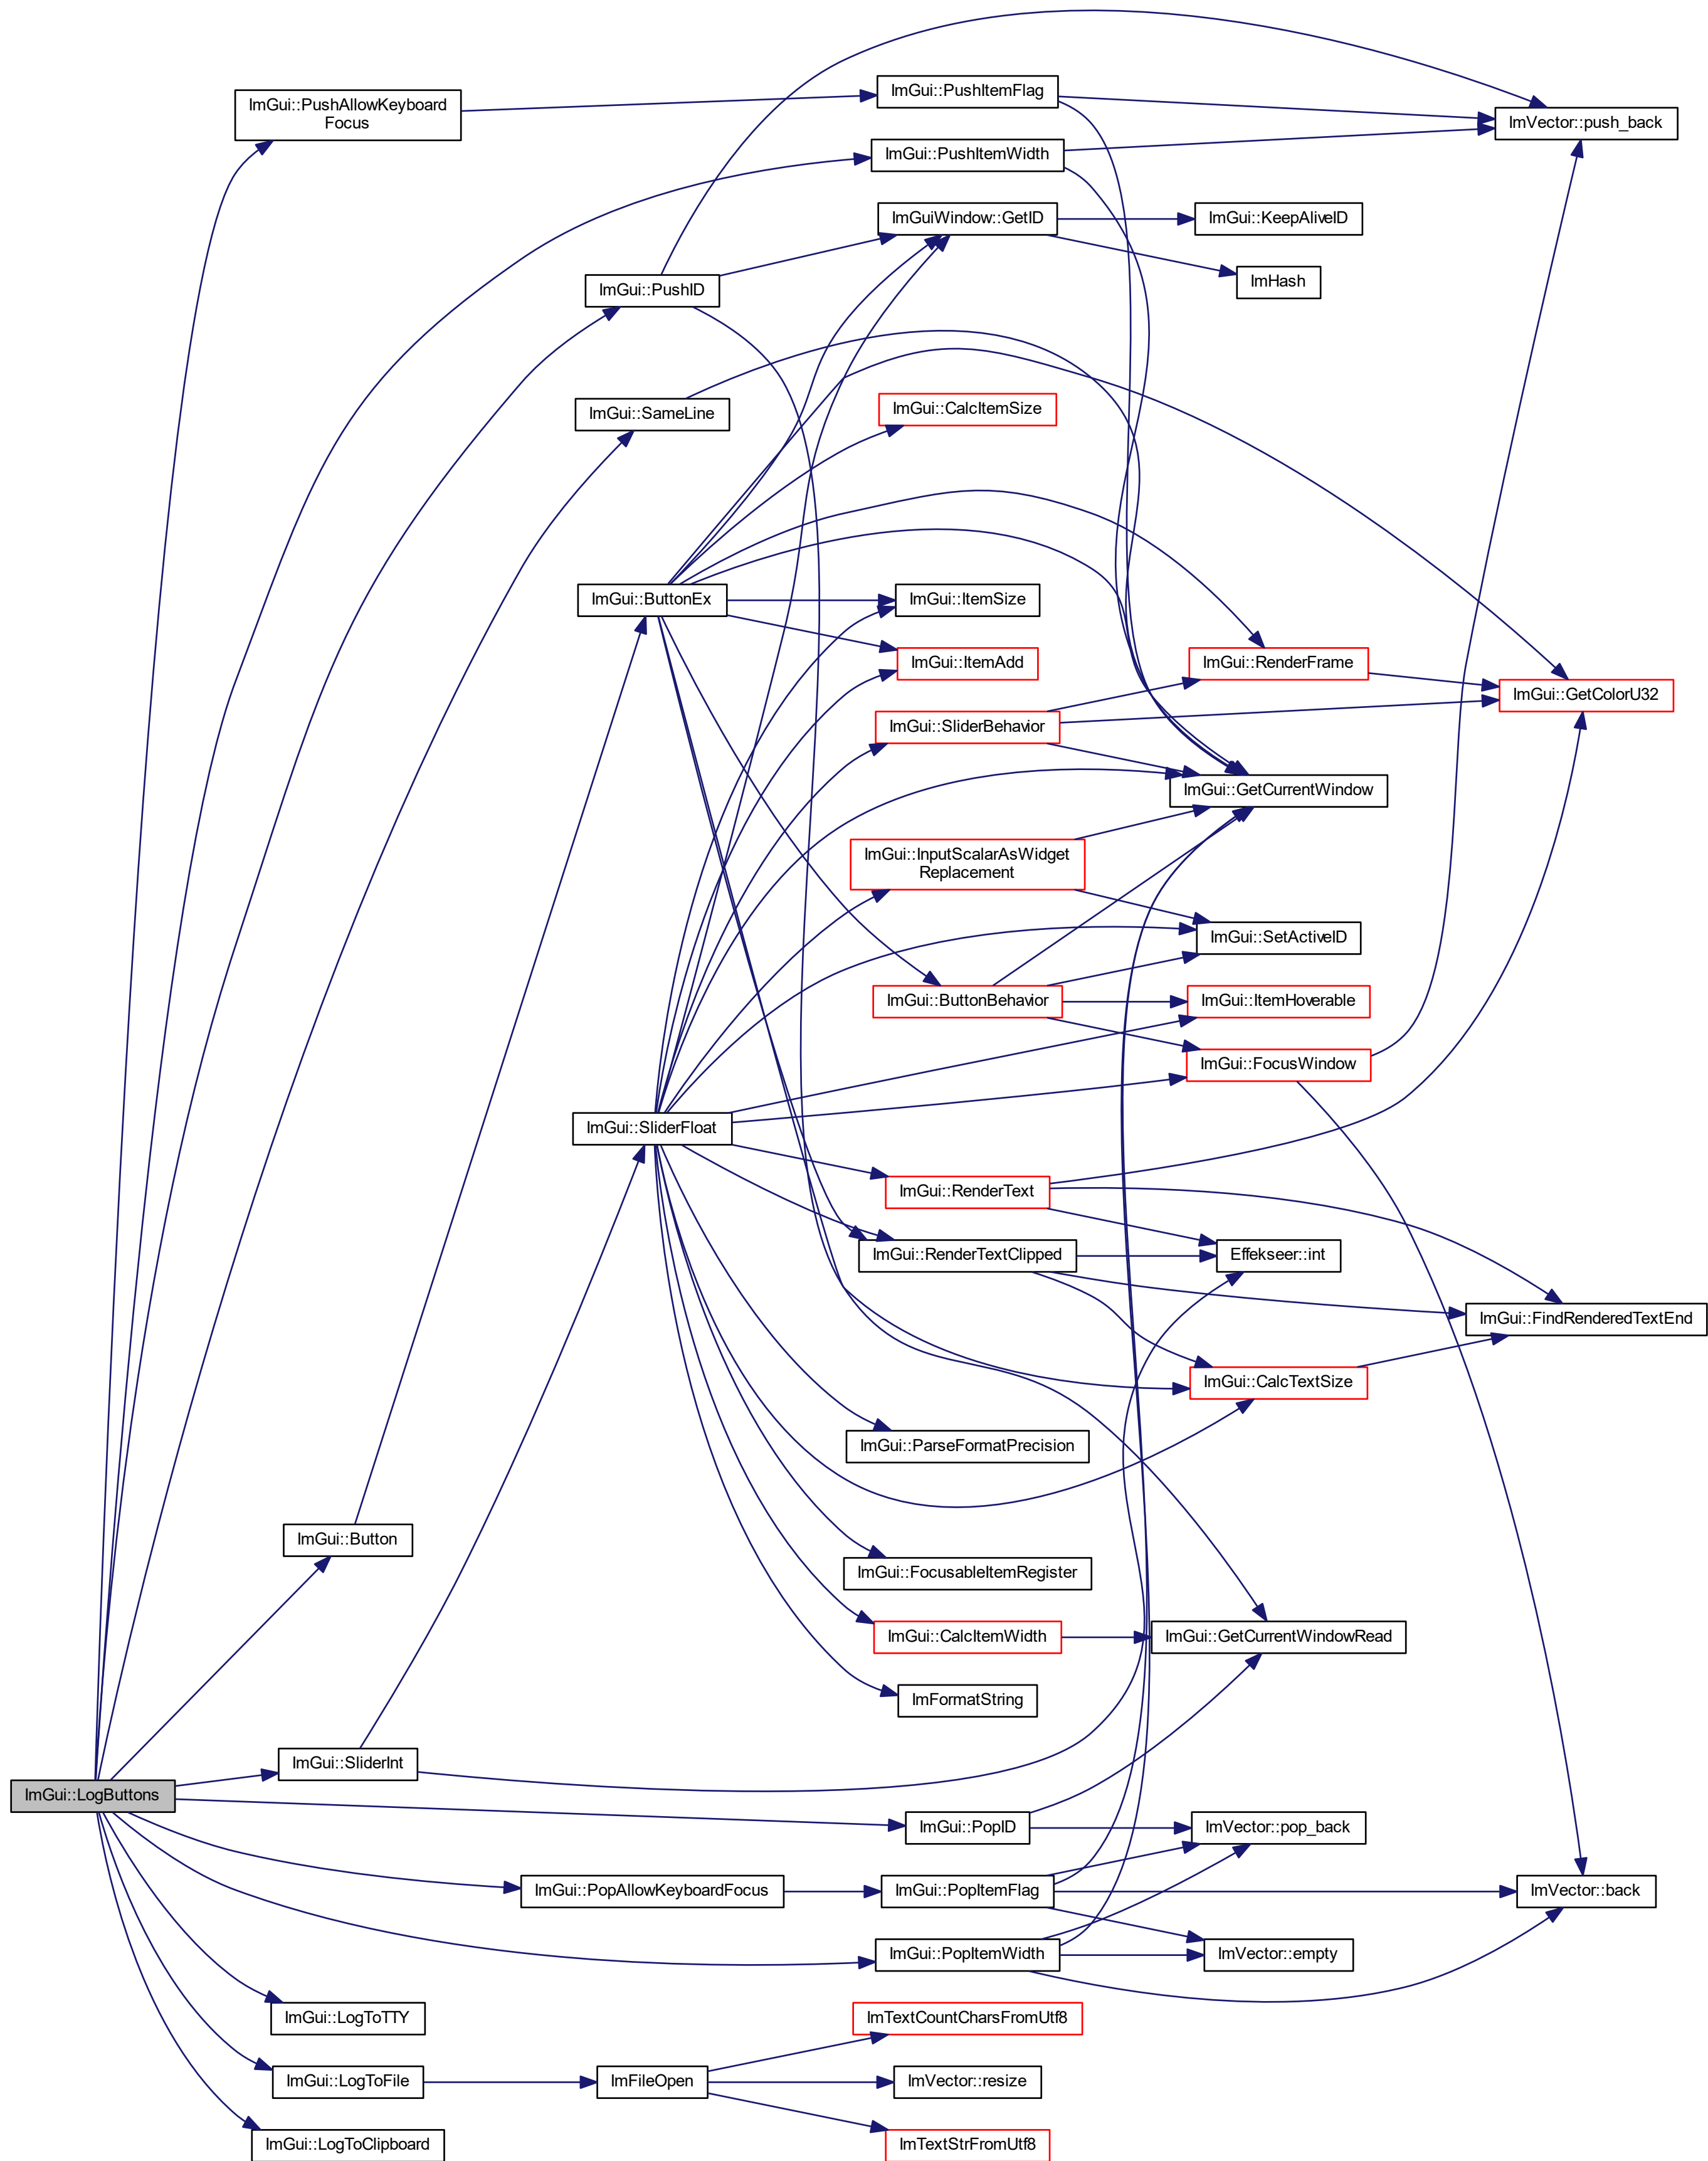 ImGui::PushAllowKeyboard
Focus
ImGui::PushItemFlag
ImVector::push_back
ImGui::PushItemWidth
ImGuiWindow::GetID
ImGui::KeepAliveID
ImHash
ImGui::PushID
ImGui::SameLine
ImGui::CalcItemSize
ImGui::ButtonEx
ImGui::ItemSize
ImGui::ItemAdd
ImGui::RenderFrame
ImGui::GetColorU32
ImGui::SliderBehavior
ImGui::GetCurrentWindow
ImGui::InputScalarAsWidget
Replacement
ImGui::SetActiveID
ImGui::ButtonBehavior
ImGui::ItemHoverable
ImGui::FocusWindow
ImGui::SliderFloat
ImGui::RenderText
ImGui::RenderTextClipped
Effekseer::int
ImGui::FindRenderedTextEnd
ImGui::CalcTextSize
ImGui::ParseFormatPrecision
ImGui::Button
ImGui::FocusableItemRegister
ImGui::CalcItemWidth
ImGui::GetCurrentWindowRead
ImFormatString
ImGui::SliderInt
ImGui::LogButtons
ImGui::PopID
ImVector::pop_back
ImGui::PopAllowKeyboardFocus
ImGui::PopItemFlag
ImVector::back
ImGui::PopItemWidth
ImVector::empty
ImGui::LogToTTY
ImTextCountCharsFromUtf8
ImGui::LogToFile
ImFileOpen
ImVector::resize
ImGui::LogToClipboard
ImTextStrFromUtf8